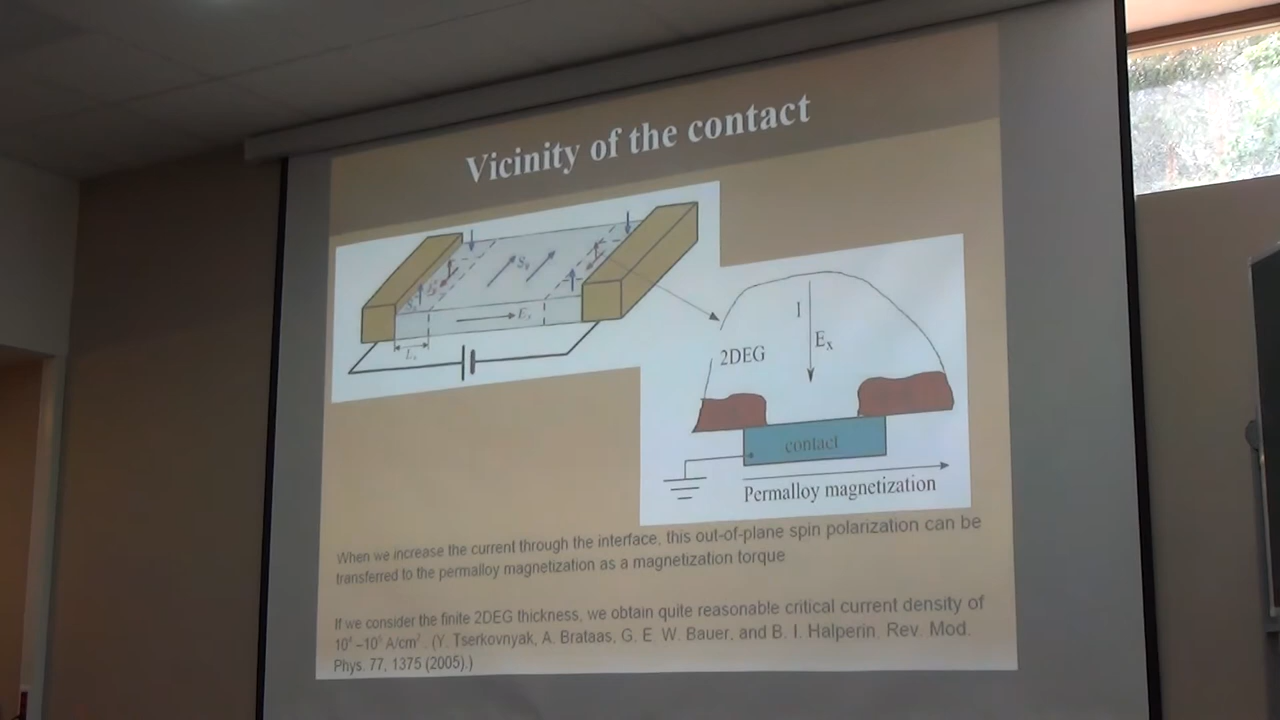 Vicinity of the contact
Sy
Ex
Ls
I
Ex
2DEG
contact
Permalloy magnetization
When we increase the current through the interface, this out-of-plane spin polarization can be
transferred to the permalloy magnetization as a magnetization torque
If we consider the finite 2DEG thickness, we obtain quite reasonable critical current density of
A/cm². (Y. Tserkovnyak, A. Brataas, G. E. W. Bauer, and B. I. Halperin, Rev. Mod.
Phys. 77, 1375 (2005).)